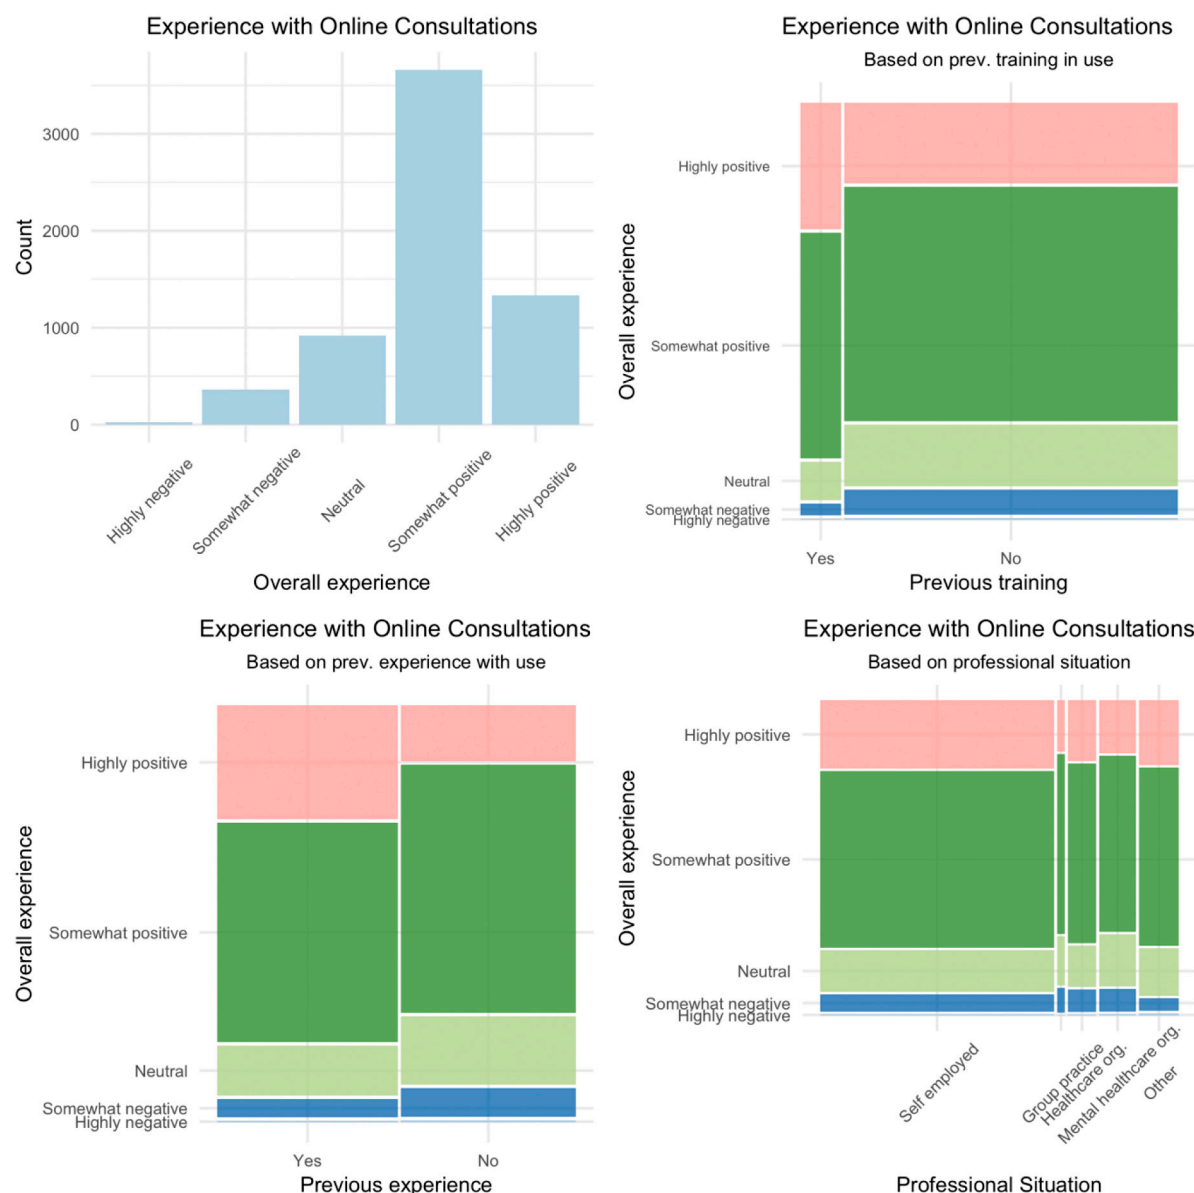 Experience with Online Consultations
Count
3000
2000
1000
0
Highly negative
Somewhat negative
Neutral
Somewhat positive
Highly positive
Overall experience
Experience with Online Consultations
Based on prev. training in use
Overall experience
Highly positive
Somewhat positive
Neutral
Somewhat negative
Highly negative
Yes
No
Previous training
Experience with Online Consultations
Based on prev. experience with use
Overall experience
Highly positive
Somewhat positive
Neutral
Somewhat negative
Highly negative
Yes
No
Previous experience
Experience with Online Consultations
Based on professional situation
Overall experience
Highly positive
Somewhat positive
Neutral
Somewhat negative
Highly negative
Self employed
Group practice
Healthcare org.
Mental healthcare org.
Other
Professional Situation